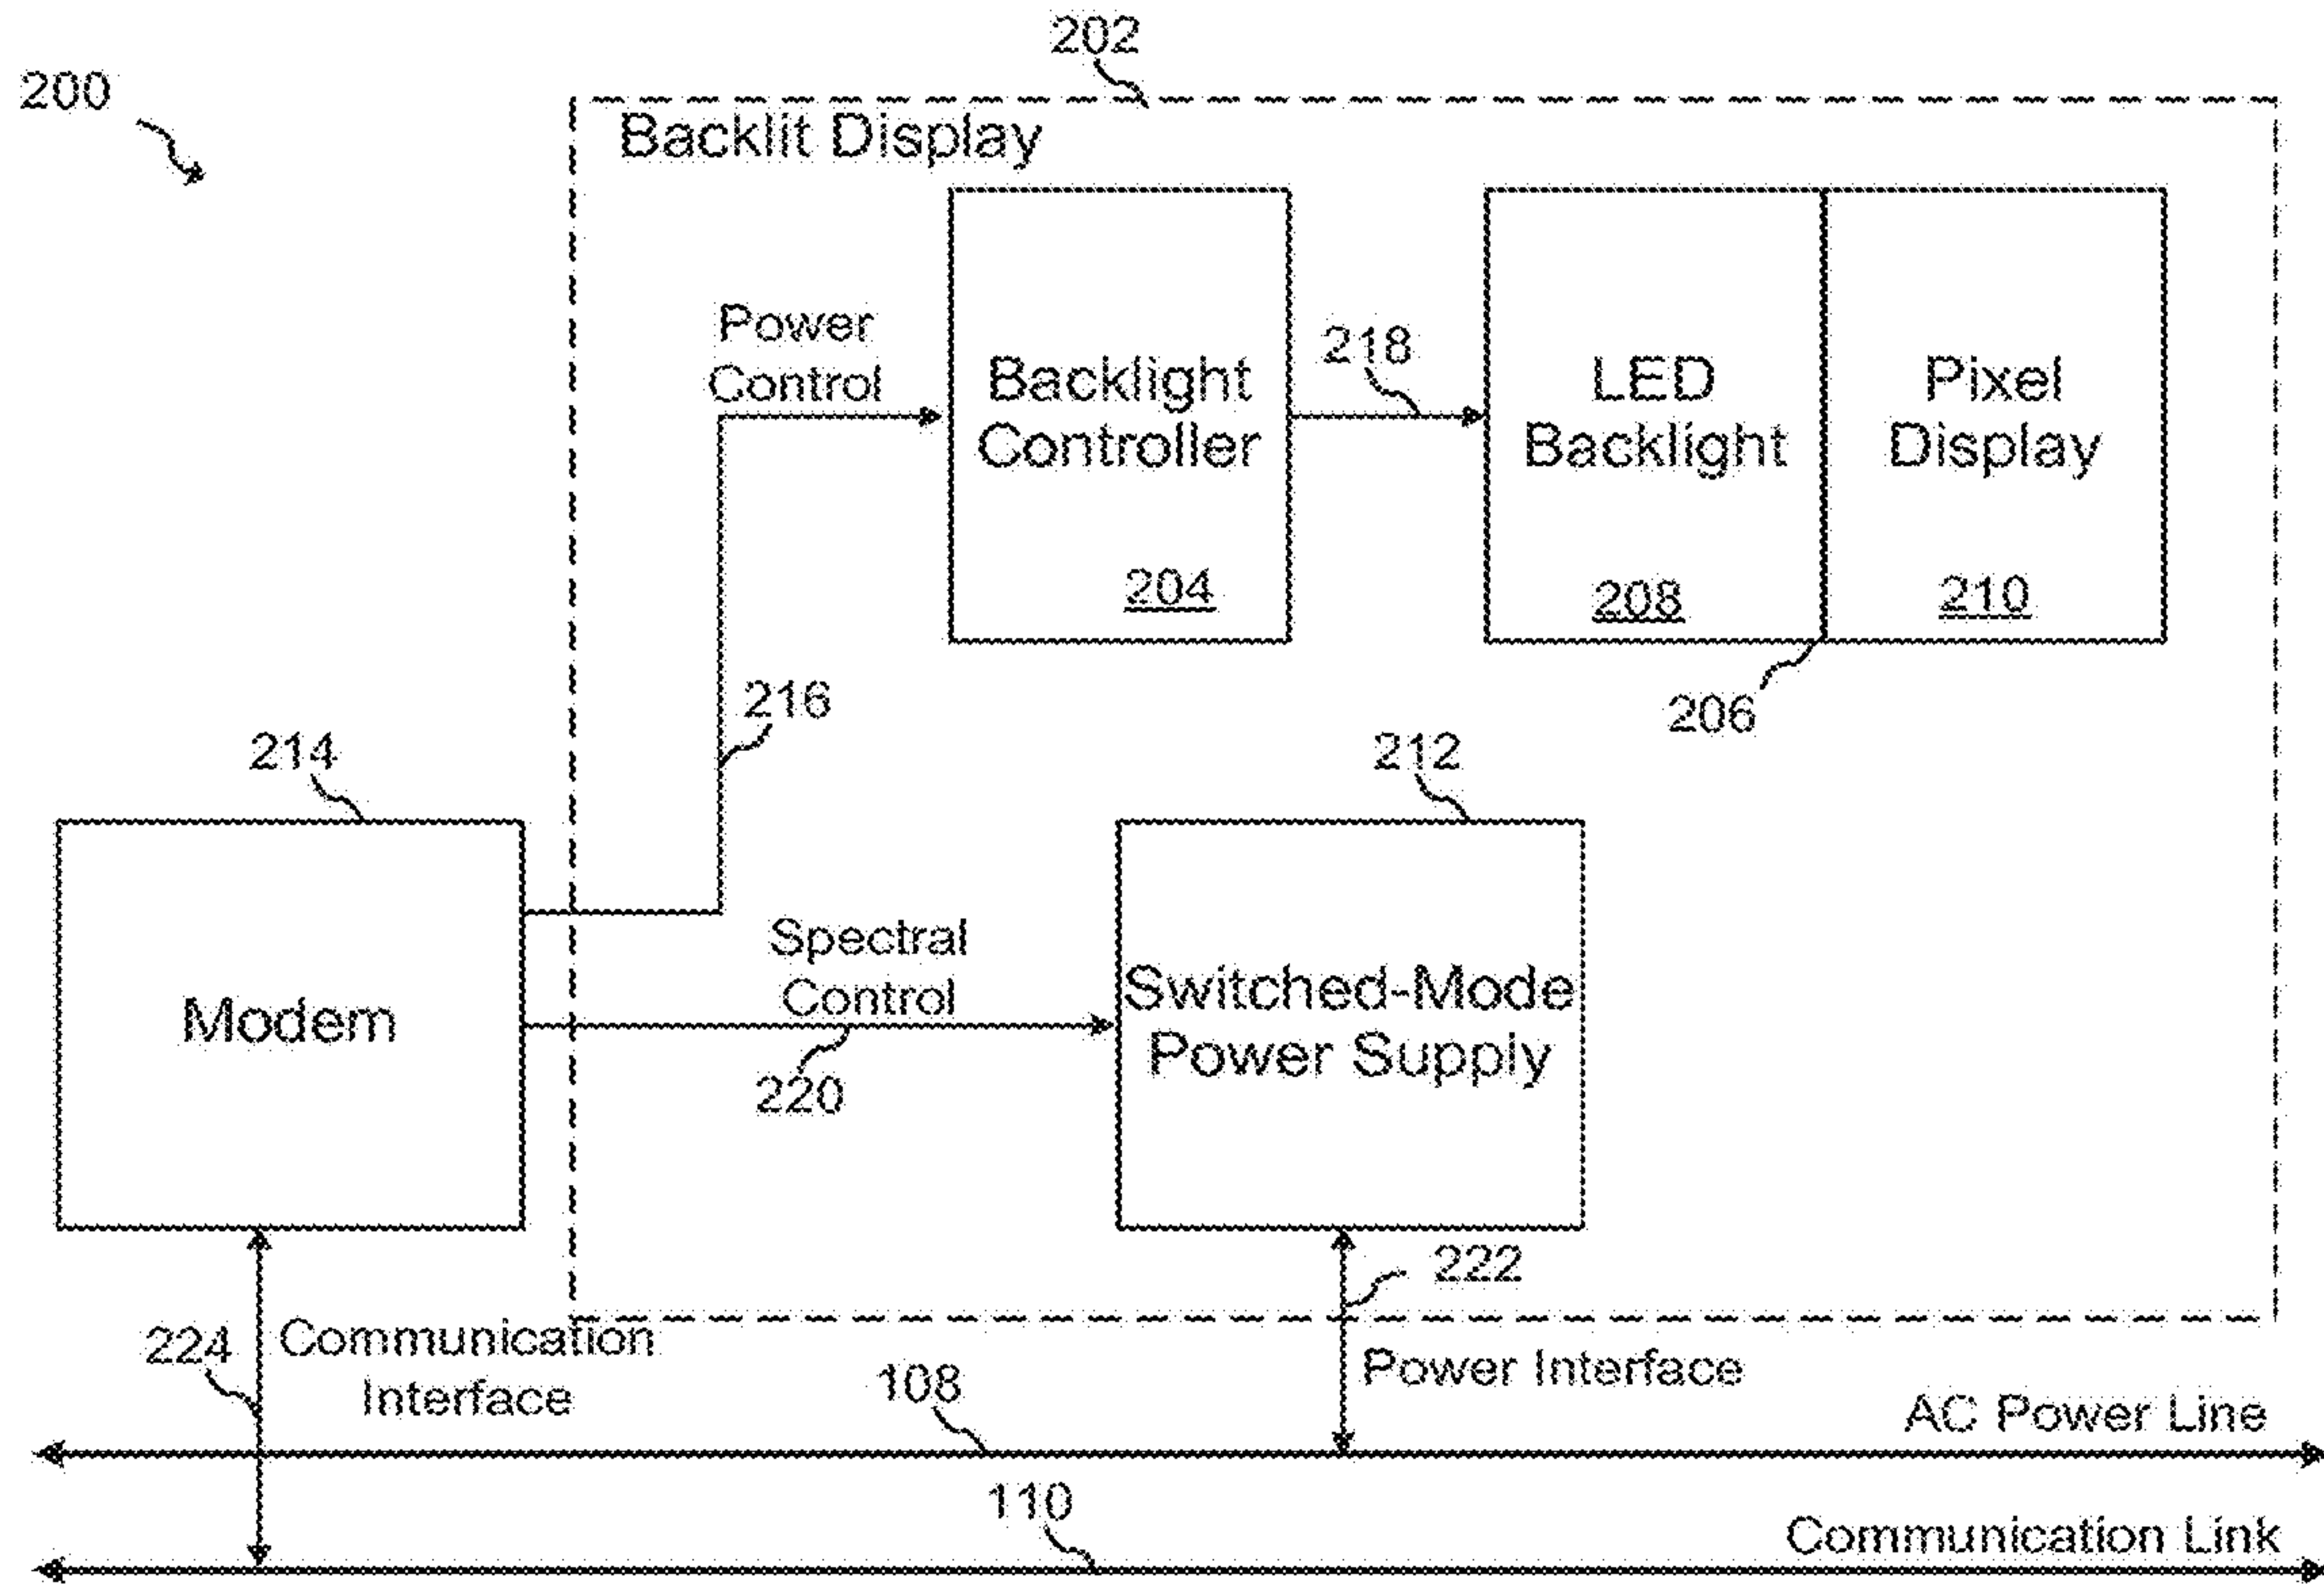 202
200
Backlit Display
Power
Control
Backlight
Controller
204
218
LED
Backlight
208
Pixel
Display
210
206
216
214
212
Modem
Spectral
Control
220
Switched-Mode
Power Supply
222
224
Communication
Interface
Power Interface
108
AC Power Line
110
Communication Link